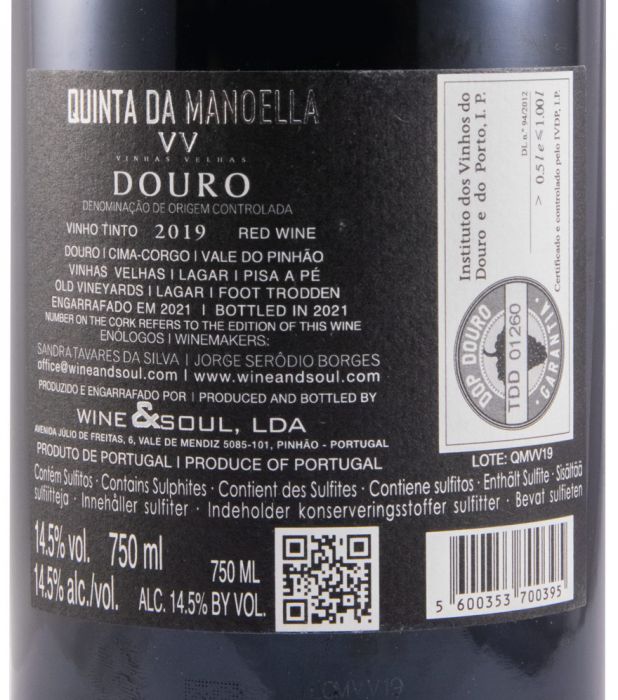 QUINTA DA MANOELLA
VV
VINHAS VELHAS
DOURO
DENOMINAÇÃO DE ORIGEM CONTROLADA
VINHO TINTO 2019 RED WINE
DOURO | CIMA-CORGO | VALE DO PINHÃO
VINHAS VELHAS | LAGAR | PISA A PÉ
OLD VINEYARDS | LAGAR | FOOT TRODDEN
ENGARRAFADO EM 2021 | BOTTLED IN 2021
NUMBER ON THE CORK REFERS TO THE EDITION OF THIS WINE
ENÓLOGOS | WINEMAKERS:
SANDRA TAVARES DA SILVA | JORGE SERÔDIO BORGES
office@wineandsoul.com | www.wineandsoul.com
PRODUZIDO E ENGARRAFADO POR | PRODUCED AND BOTTLED BY
WINE & SOUL, LDA
AVENIDA JÚLIO DE FREITAS, 6, VALE DE MENDIZ 5085-101, PINHÃO - PORTUGAL
PRODUTO DE PORTUGAL | PRODUCE OF PORTUGAL
Contém Sulfitos · Contains Sulphites · Contient des Sulfites · Contiene sulfitos · Enthält Sulfite · Sisältää
sulfiitteja · Innehåller sulfiter · Indeholder konserveringsstoffer sulfitter · Bevat sulfieten
14.5% vol. 750 ml
14.5% alc./vol.
750 ML
ALC. 14.5% BY VOL.
Instituto dos Vinhos do
Douro e do Porto, I. P.
DL n.º 94/2012
> 0.5 l e ≤ 1.00 l
Certificado e controlado pelo IVDP, I.P.
DOP DOURO
TDD 01260
GARANTIA
LOTE: QMVV19
5 600353 700395
QMVV19